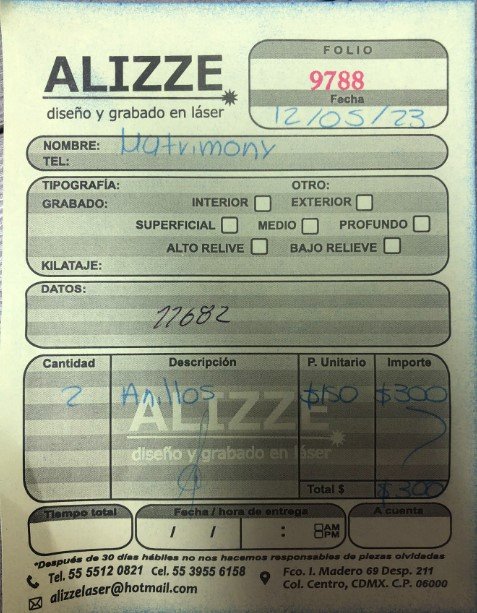 ALIZZE
diseño y grabado en láser
FOLIO
9788
Fecha
12/05/23
NOMBRE: Matrimony
TEL:
TIPOGRAFÍA: OTRO:
GRABADO: INTERIOR EXTERIOR
SUPERFICIAL MEDIO PROFUNDO
ALTO RELIVE BAJO RELIEVE
KILATAJE:
DATOS:
22682
Cantidad Descripción P. Unitario Importe
2 Anillos $150 $300
ALIZZE
diseño y grabado en láser
Total $ $300
Tiempo total Fecha / hora de entrega A cuenta
/ / : AM
PM
*Después de 30 días hábiles no nos hacemos responsables de piezas olvidadas
Tel. 55 5512 0821 Cel. 55 3955 6158 Fco. I. Madero 69 Desp. 211
alizzelaser@hotmail.com Col. Centro, CDMX. C.P. 06000